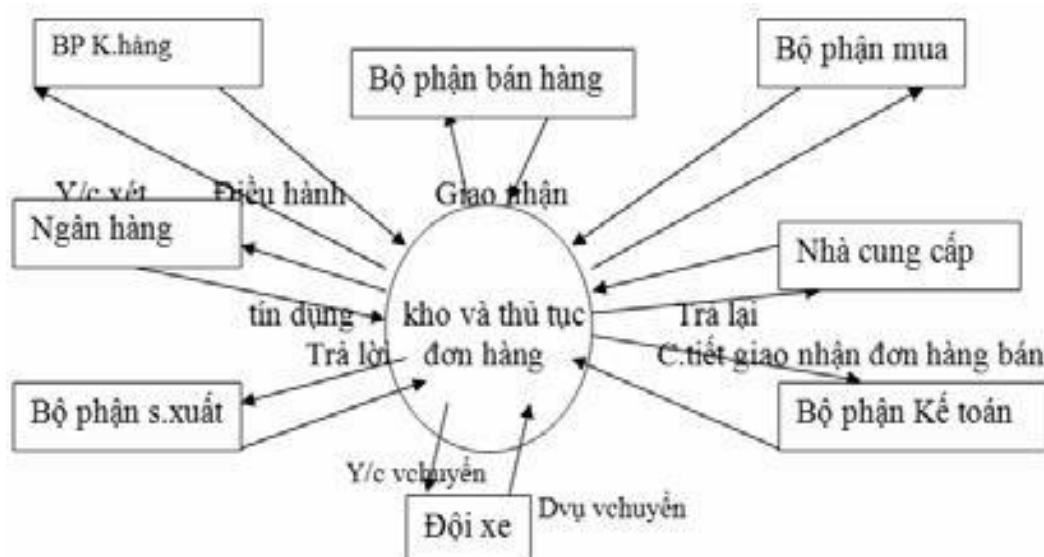 BP K.hàng
Bộ phận bán hàng
Bộ phận mua
Y/c xét Điều hành Giao nhận
Ngân hàng
Nhà cung cấp
tín dụng kho và thủ tục Trả lại
Trả lời đơn hàng C.tiết giao nhận đơn hàng bán
Bộ phận s.xuất
Bộ phận Kế toán
Y/c vchuyển
Đội xe
Dvụ vchuyển